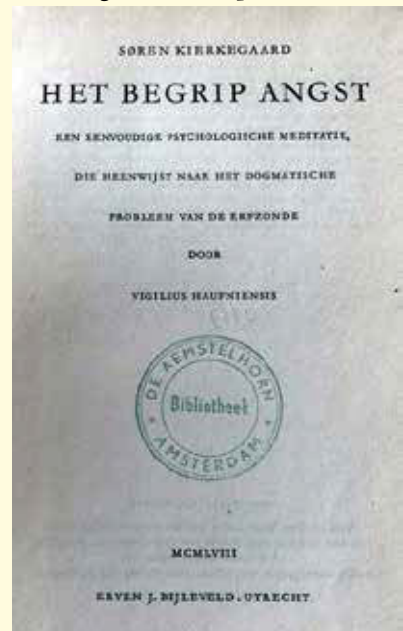 SØREN KIERKEGAARD
HET BEGRIP ANGST
EEN EENVOUDIGE PSYCHOLOGISCHE MEDITATIE,
DIE HEENWIJST NAAR HET DOGMATISCHE
PROBLEEM VAN DE ERFZONDE
DOOR
VIGILIUS HAUFNIENSIS
DE AEMSTELHORN
Bibliotheek
AMSTERDAM
MCMLVIII
ERVEN J. BIJLEVELD . UTRECHT